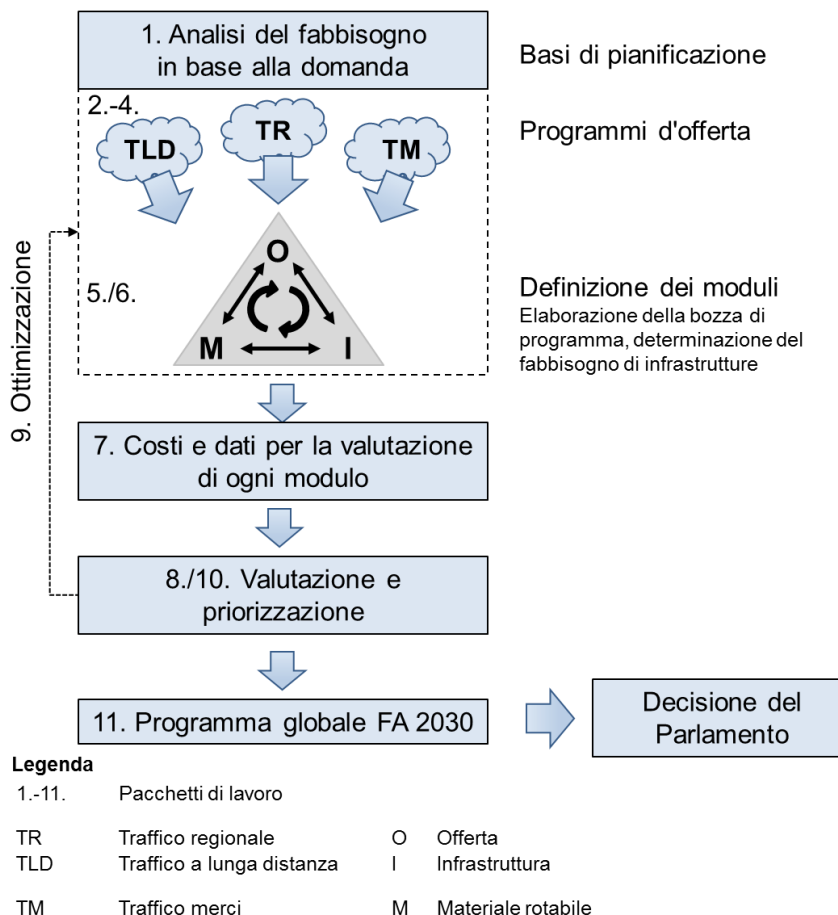 1. Analisi del fabbisogno
in base alla domanda
Basi di pianificazione
2.-4.
TLD
TR
TM
Programmi d'offerta
9. Ottimizzazione
5./6.
O
M
I
Definizione dei moduli
Elaborazione della bozza di
programma, determinazione del
fabbisogno di infrastrutture
7. Costi e dati per la valutazione
di ogni modulo
8./10. Valutazione e
priorizzazione
11. Programma globale FA 2030
Decisione del
Parlamento
Legenda
1.-11. Pacchetti di lavoro
TR Traffico regionale O Offerta
TLD Traffico a lunga distanza I Infrastruttura
TM Traffico merci M Materiale rotabile